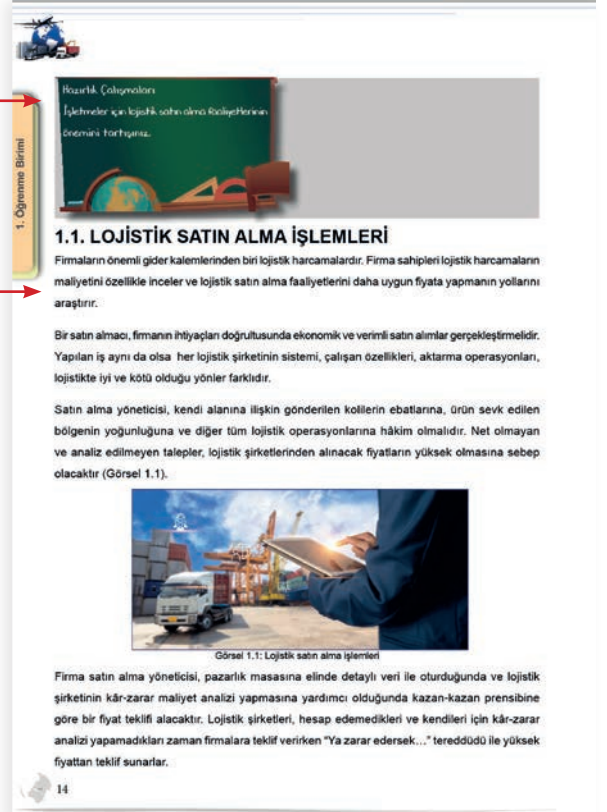 Hazırlık Çalışmaları
İşletmeler için lojistik satın alma faaliyetlerinin
önemini tartışınız.
1. Öğrenme Birimi
1.1. LOJİSTİK SATIN ALMA İŞLEMLERİ
Firmaların önemli gider kalemlerinden biri lojistik harcamalardır. Firma sahipleri lojistik harcamaların
maliyetini özellikle inceler ve lojistik satın alma faaliyetlerini daha uygun fiyata yapmanın yollarını
araştırır.
Bir satın almacı, firmanın ihtiyaçları doğrultusunda ekonomik ve verimli satın alımlar gerçekleştirmelidir.
Yapılan iş aynı da olsa her lojistik şirketinin sistemi, çalışan özellikleri, aktarma operasyonları,
lojistikte iyi ve kötü olduğu yönler farklıdır.
Satın alma yöneticisi, kendi alanına ilişkin gönderilen kolilerin ebatlarına, ürün sevk edilen
bölgenin yoğunluğuna ve diğer tüm lojistik operasyonlarına hâkim olmalıdır. Net olmayan
ve analiz edilmeyen talepler, lojistik şirketlerinden alınacak fiyatların yüksek olmasına sebep
olacaktır (Görsel 1.1).
Görsel 1.1: Lojistik satın alma işlemleri
Firma satın alma yöneticisi, pazarlık masasına elinde detaylı veri ile oturduğunda ve lojistik
şirketinin kâr-zarar maliyet analizi yapmasına yardımcı olduğunda kazan-kazan prensibine
göre bir fiyat teklifi alacaktır. Lojistik şirketleri, hesap edemedikleri ve kendileri için kâr-zarar
analizi yapamadıkları zaman firmalara teklif verirken “Ya zarar edersek…” tereddüdü ile yüksek
fiyattan teklif sunarlar.
14